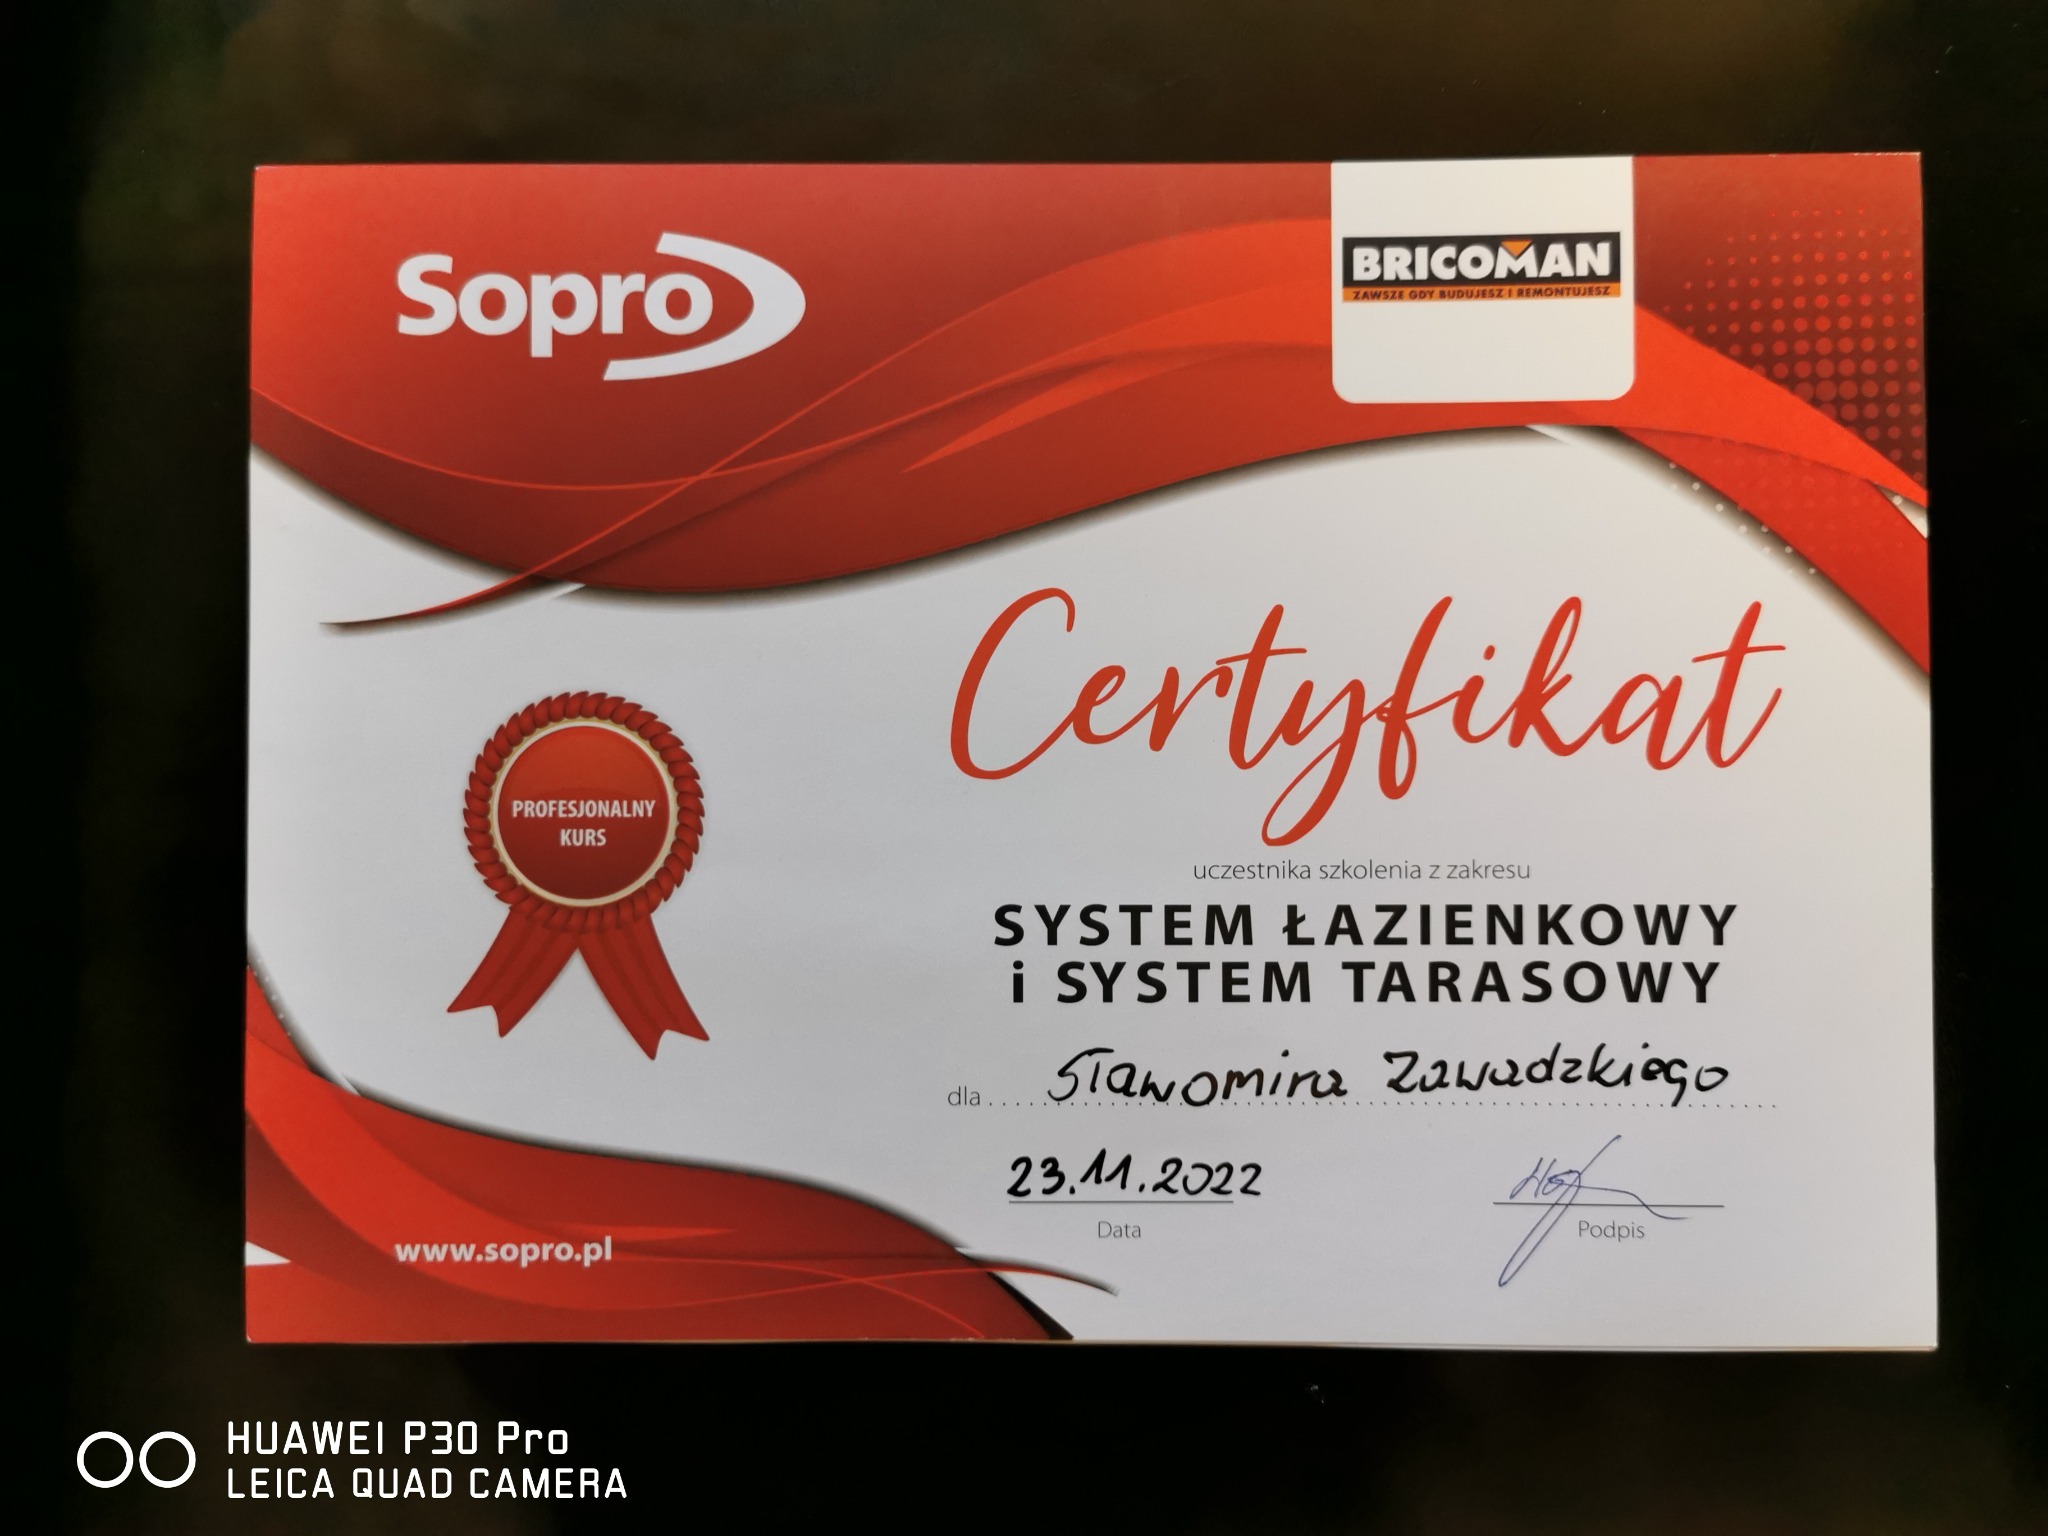 Sopro
BRICOMAN
ZAWSZE GDY BUDUJESZ I REMONTUJESZ
Certyfikat
PROFESJONALNY
KURS
uczestnika szkolenia z zakresu
SYSTEM ŁAZIENKOWY
i SYSTEM TARASOWY
dla Sławomira Zawadzkiego
23.11.2022
Data
Podpis
www.sopro.pl
HUAWEI P30 Pro
LEICA QUAD CAMERA